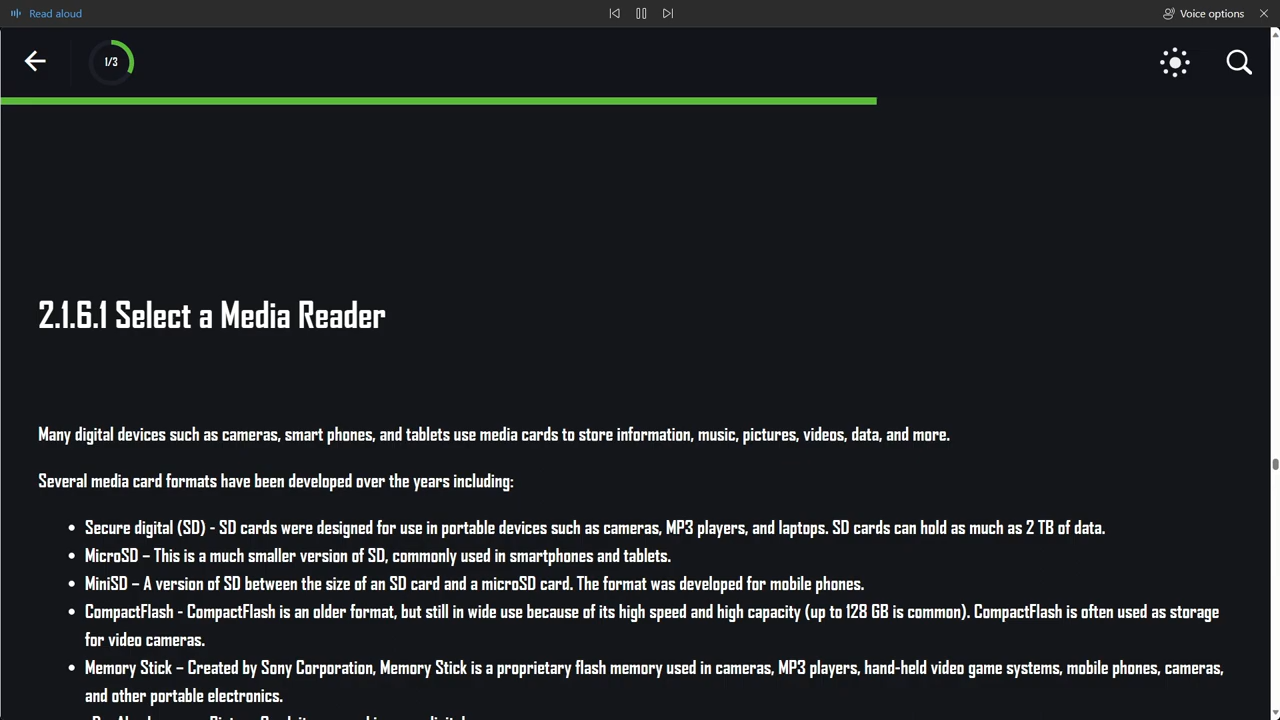 Read aloud
Voice options
1/3
2.1.6.1 Select a Media Reader
Many digital devices such as cameras, smart phones, and tablets use media cards to store information, music, pictures, videos, data, and more.
Several media card formats have been developed over the years including:
• Secure digital (SD) - SD cards were designed for use in portable devices such as cameras, MP3 players, and laptops. SD cards can hold as much as 2 TB of data.
• MicroSD – This is a much smaller version of SD, commonly used in smartphones and tablets.
• MiniSD – A version of SD between the size of an SD card and a microSD card. The format was developed for mobile phones.
• CompactFlash - CompactFlash is an older format, but still in wide use because of its high speed and high capacity (up to 128 GB is common). CompactFlash is often used as storage
for video cameras.
• Memory Stick – Created by Sony Corporation, Memory Stick is a proprietary flash memory used in cameras, MP3 players, hand-held video game systems, mobile phones, cameras,
and other portable electronics.